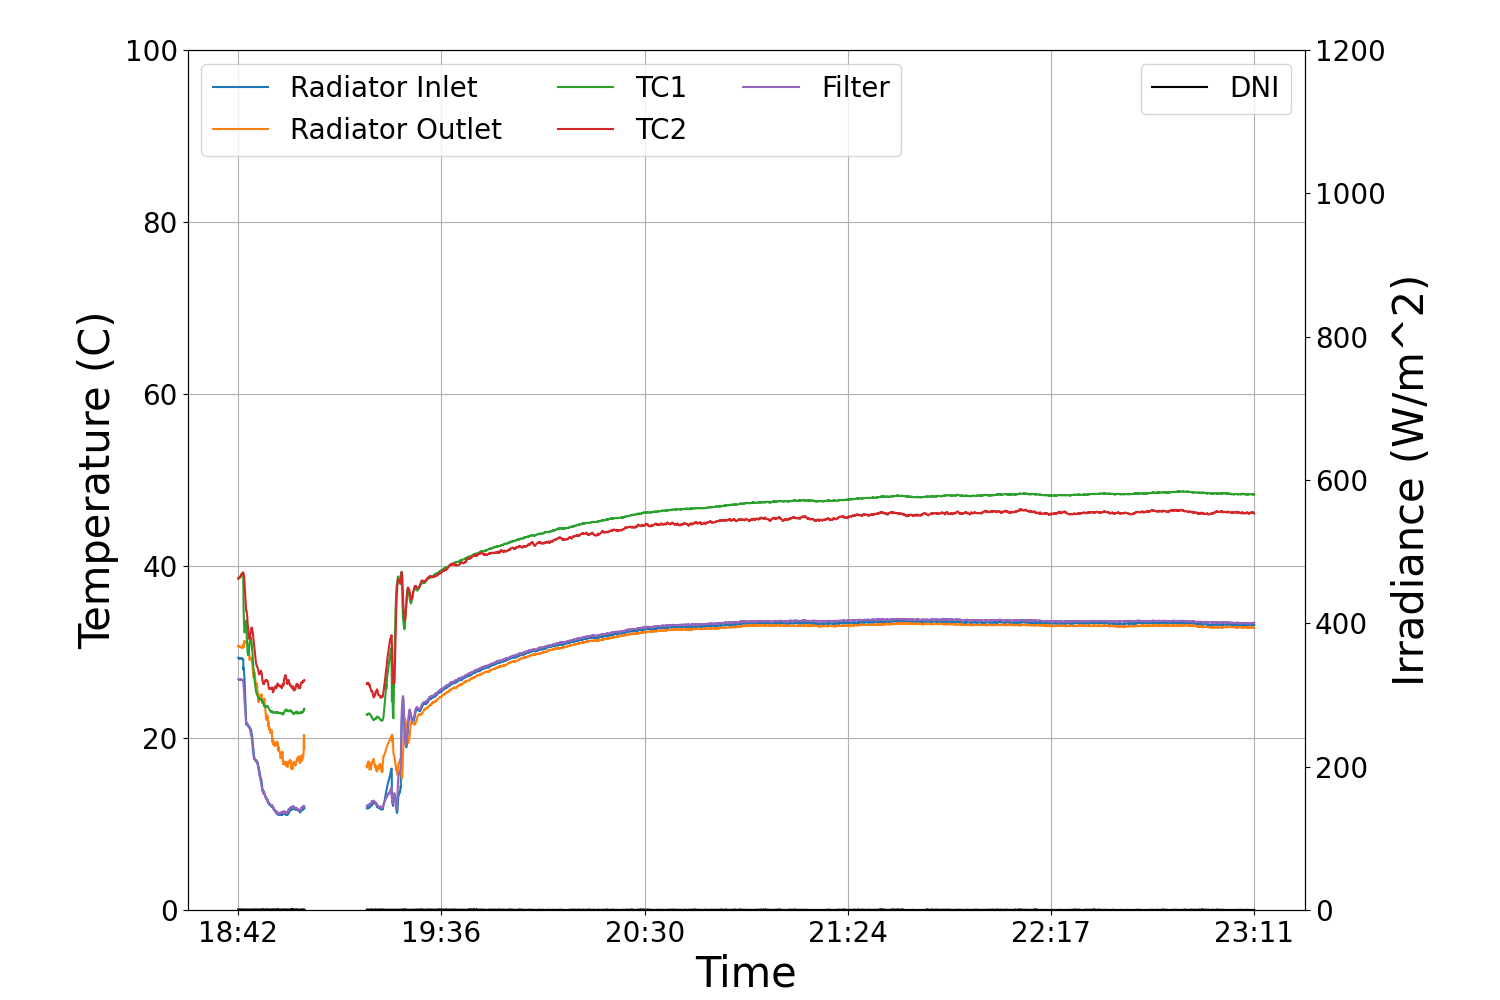 Radiator Inlet
Radiator Outlet
TC1
TC2
Filter
DNI
100
80
60
40
20
0
Temperature (C)
1200
1000
800
600
400
200
0
Irradiance (W/m^2)
18:42 19:36 20:30 21:24 22:17 23:11
Time